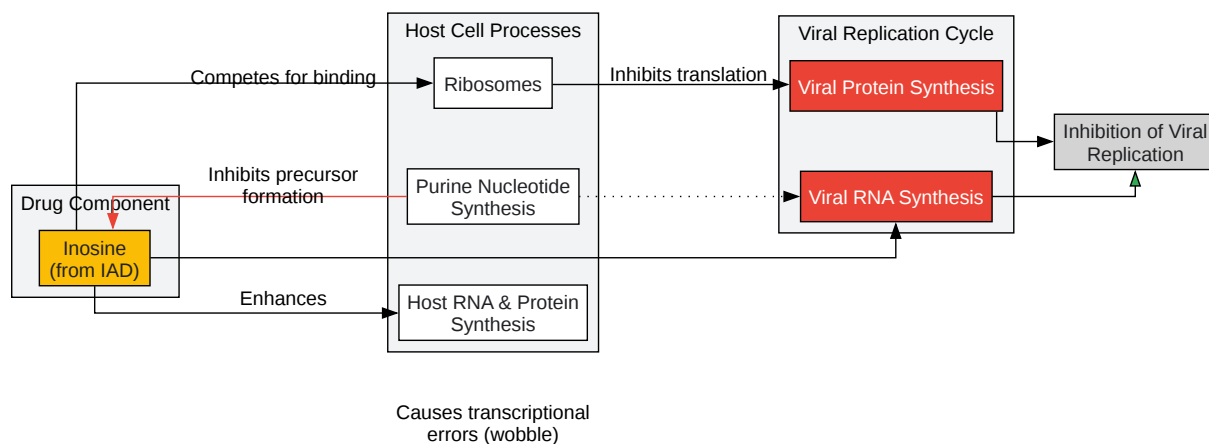 Host Cell Processes
Viral Replication Cycle
Competes for binding
Ribosomes
Inhibits translation
Viral Protein Synthesis
Inhibition of Viral
Replication
Inhibits precursor
formation
Purine Nucleotide
Synthesis
Viral RNA Synthesis
Drug Component
Inosine
(from IAD)
Enhances
Host RNA & Protein
Synthesis
Causes transcriptional
errors (wobble)